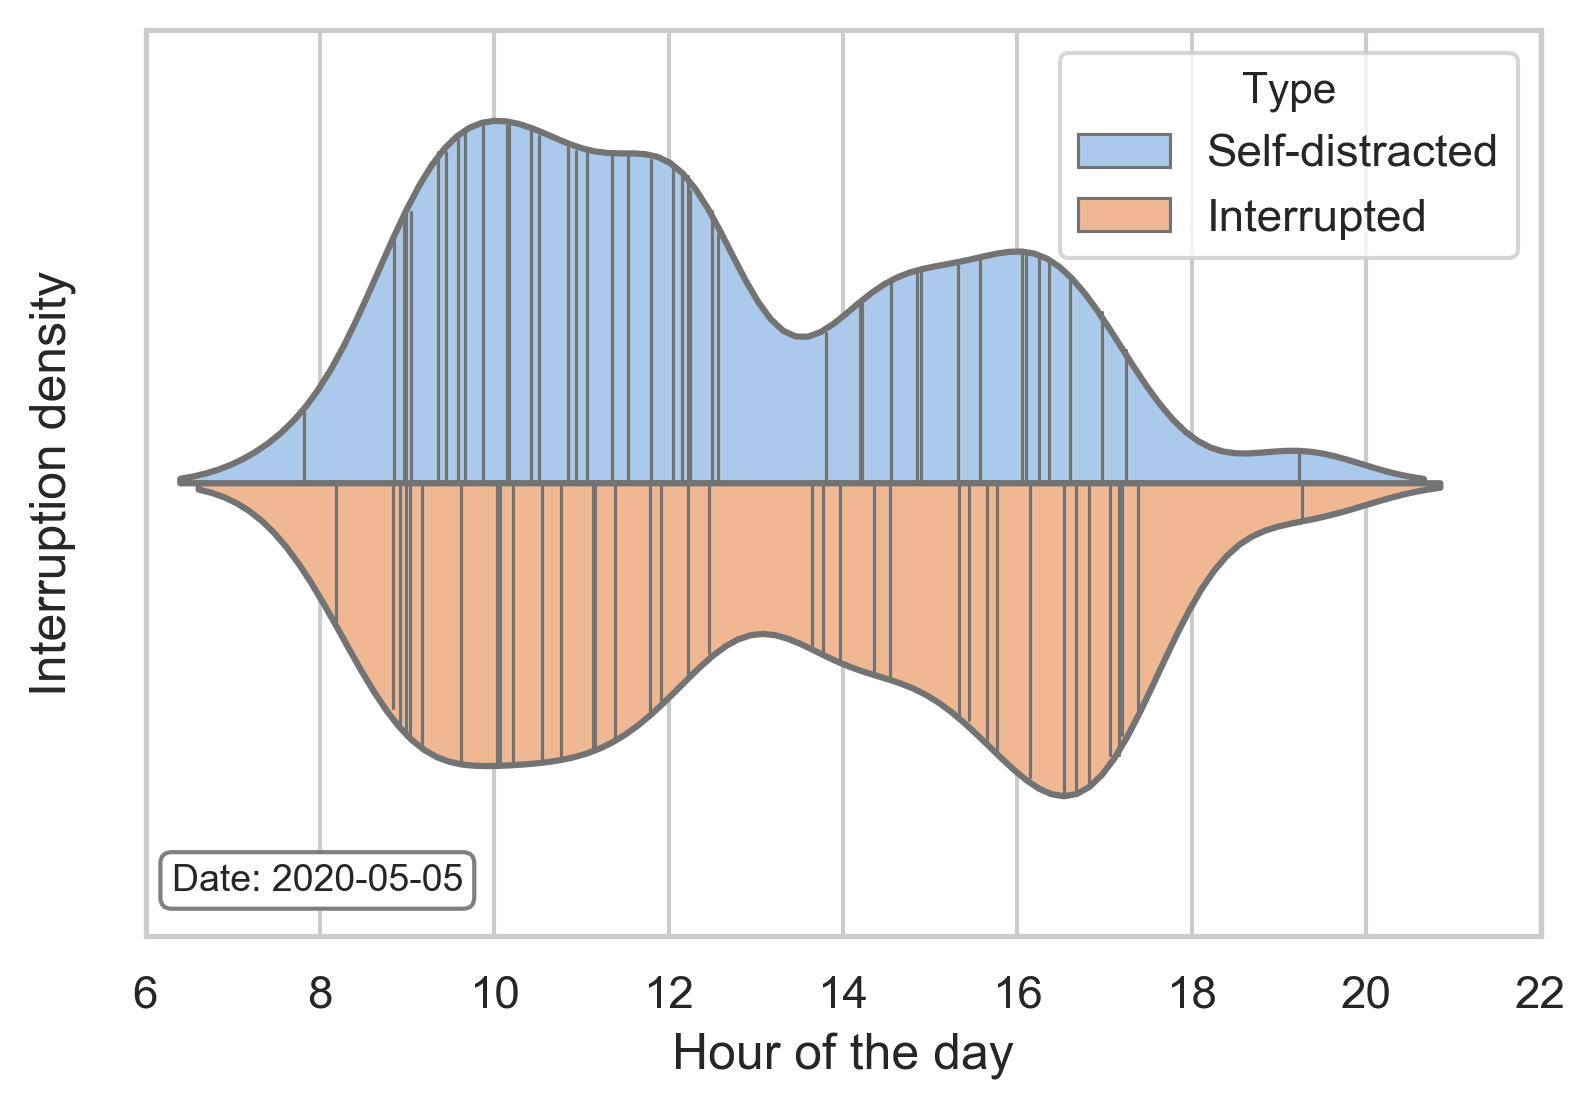 Type
Self-distracted
Interrupted
Interruption density
Date: 2020-05-05
6 8 10 12 14 16 18 20 22
Hour of the day